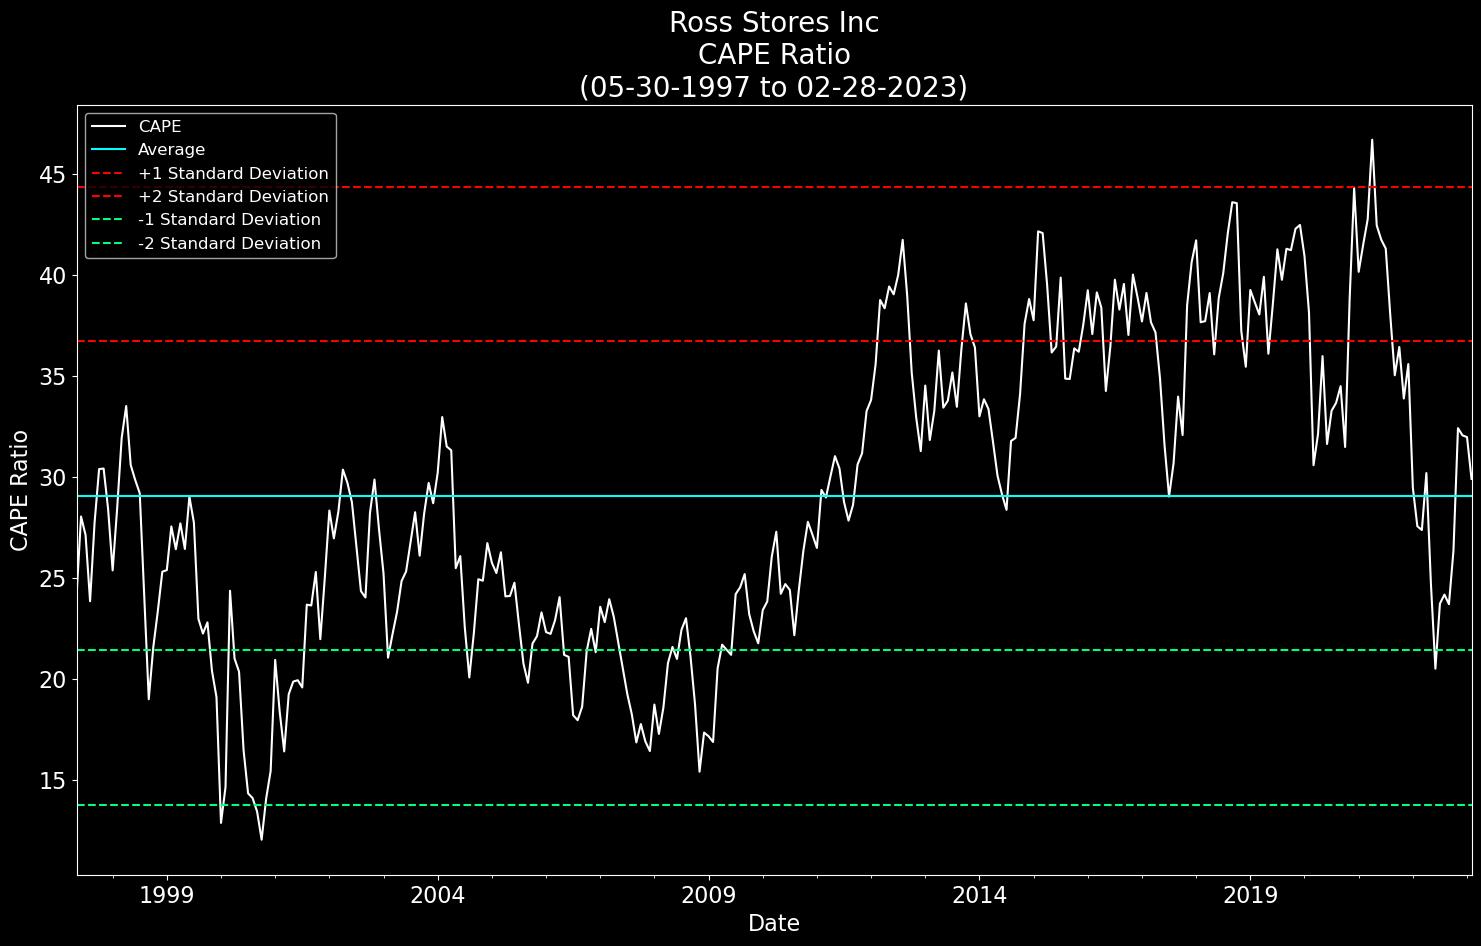 Ross Stores Inc
CAPE Ratio
(05-30-1997 to 02-28-2023)
CAPE
Average
+1 Standard Deviation
+2 Standard Deviation
-1 Standard Deviation
-2 Standard Deviation
45
40
35
30
25
20
15
CAPE Ratio
1999 2004 2009 2014 2019
Date